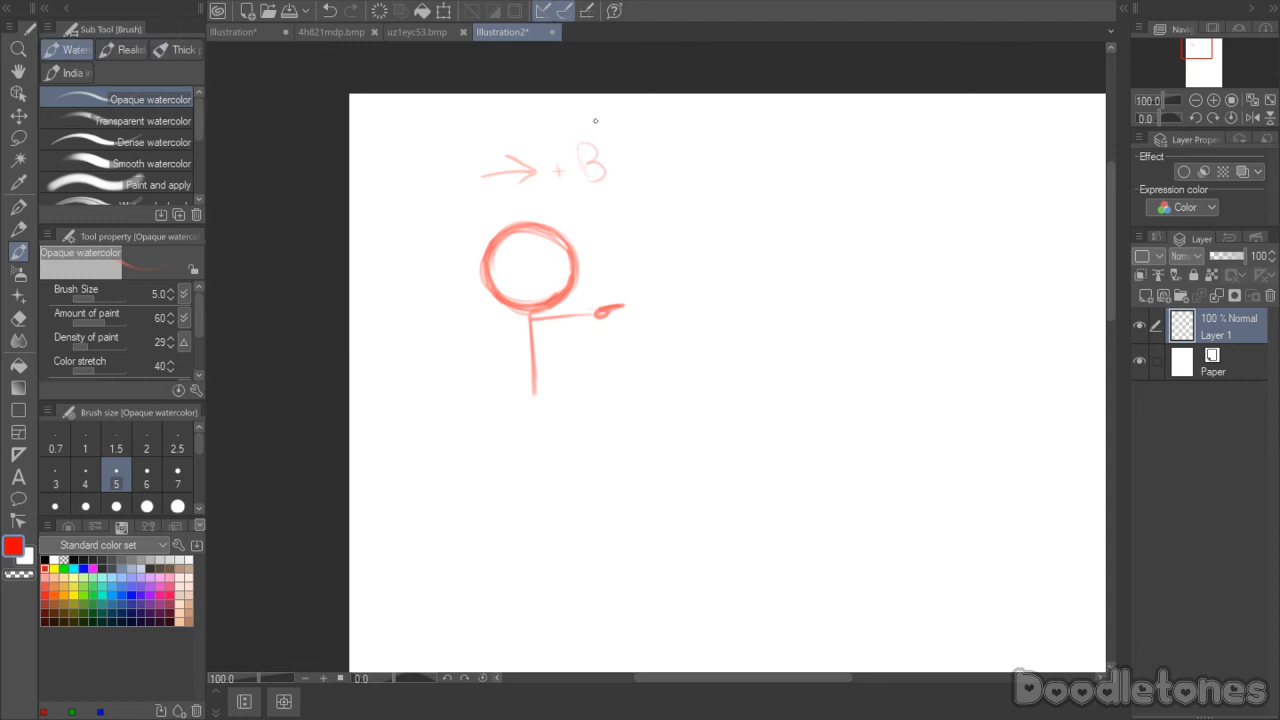 Sub Tool [Brush]
Illustration*
4h821mdp.bmp
uz1eyc53.bmp
Illustration2*
Water
Realis
Thick
India in
Opaque watercolor
Transparent watercolor
Dense watercolor
Smooth watercolor
Paint and apply
Tool property [Opaque waterco
Opaque watercolor
Brush Size 5.0
Amount of paint 60
Density of paint 29
Color stretch 40
Brush size [Opaque watercolor]
0.7 1 1.5 2 2.5
3 4 5 6 7
Standard color set
→ + B
100.0
0.0
Navig
100.0
0.0
Layer Property
Effect
Expression color
Color
Layer
Norma
100
100 % Normal
Layer 1
Paper
Doodletones